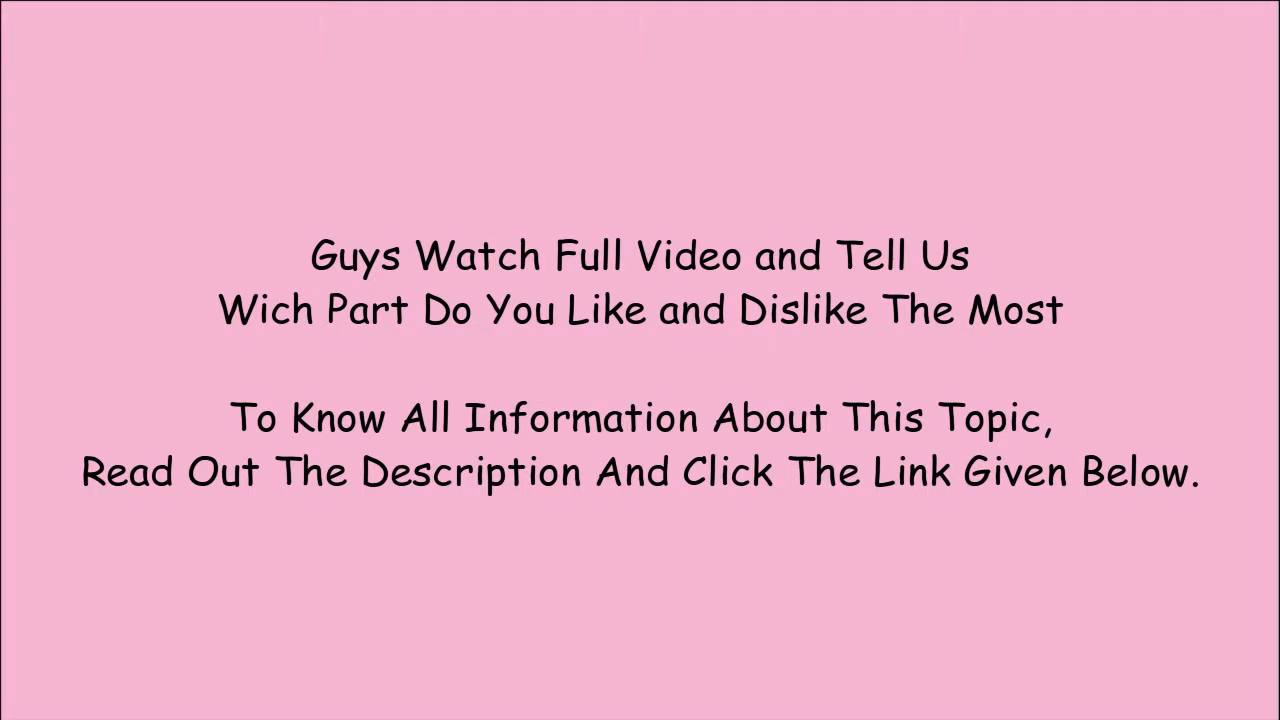 Guys Watch Full Video and Tell Us
Wich Part Do You Like and Dislike The Most
To Know All Information About This Topic,
Read Out The Description And Click The Link Given Below.